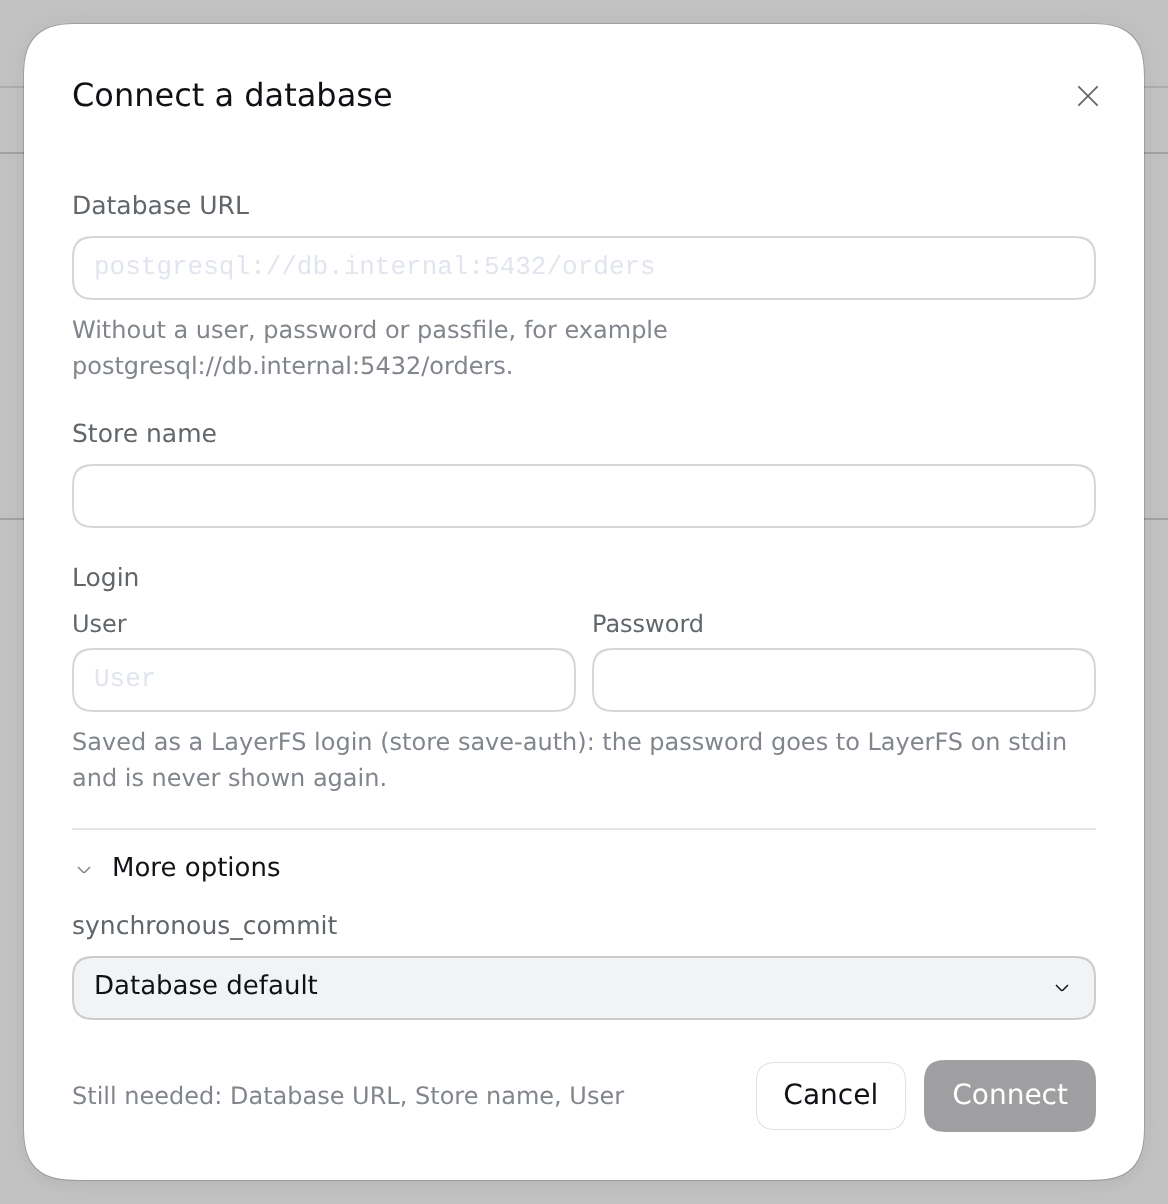 Connect a database
Database URL
postgresql://db.internal:5432/orders
Without a user, password or passfile, for example
postgresql://db.internal:5432/orders.
Store name
Login
User
Password
User
Saved as a LayerFS login (store save-auth): the password goes to LayerFS on stdin
and is never shown again.
More options
synchronous_commit
Database default
Still needed: Database URL, Store name, User
Cancel
Connect